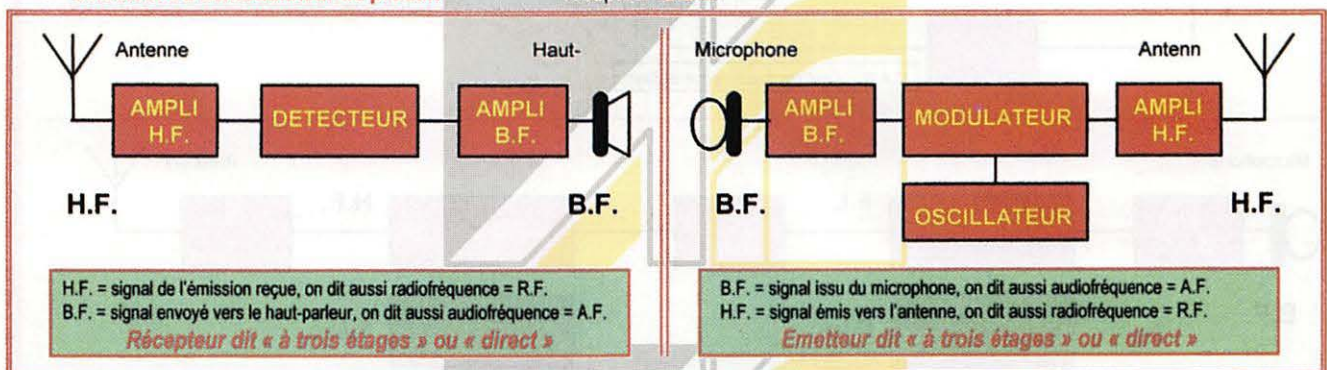 Antenne
Haut-
AMPLI
H.F.
DETECTEUR
AMPLI
B.F.
H.F.
B.F.
H.F. = signal de l'émission reçue, on dit aussi radiofréquence = R.F.
B.F. = signal envoyé vers le haut-parleur, on dit aussi audiofréquence = A.F.
Récepteur dit « à trois étages » ou « direct »
Microphone
Antenn
AMPLI
B.F.
MODULATEUR
AMPLI
H.F.
OSCILLATEUR
B.F.
H.F.
B.F. = signal issu du microphone, on dit aussi audiofréquence = A.F.
H.F. = signal émis vers l'antenne, on dit aussi radiofréquence = R.F.
Emetteur dit « à trois étages » ou « direct »